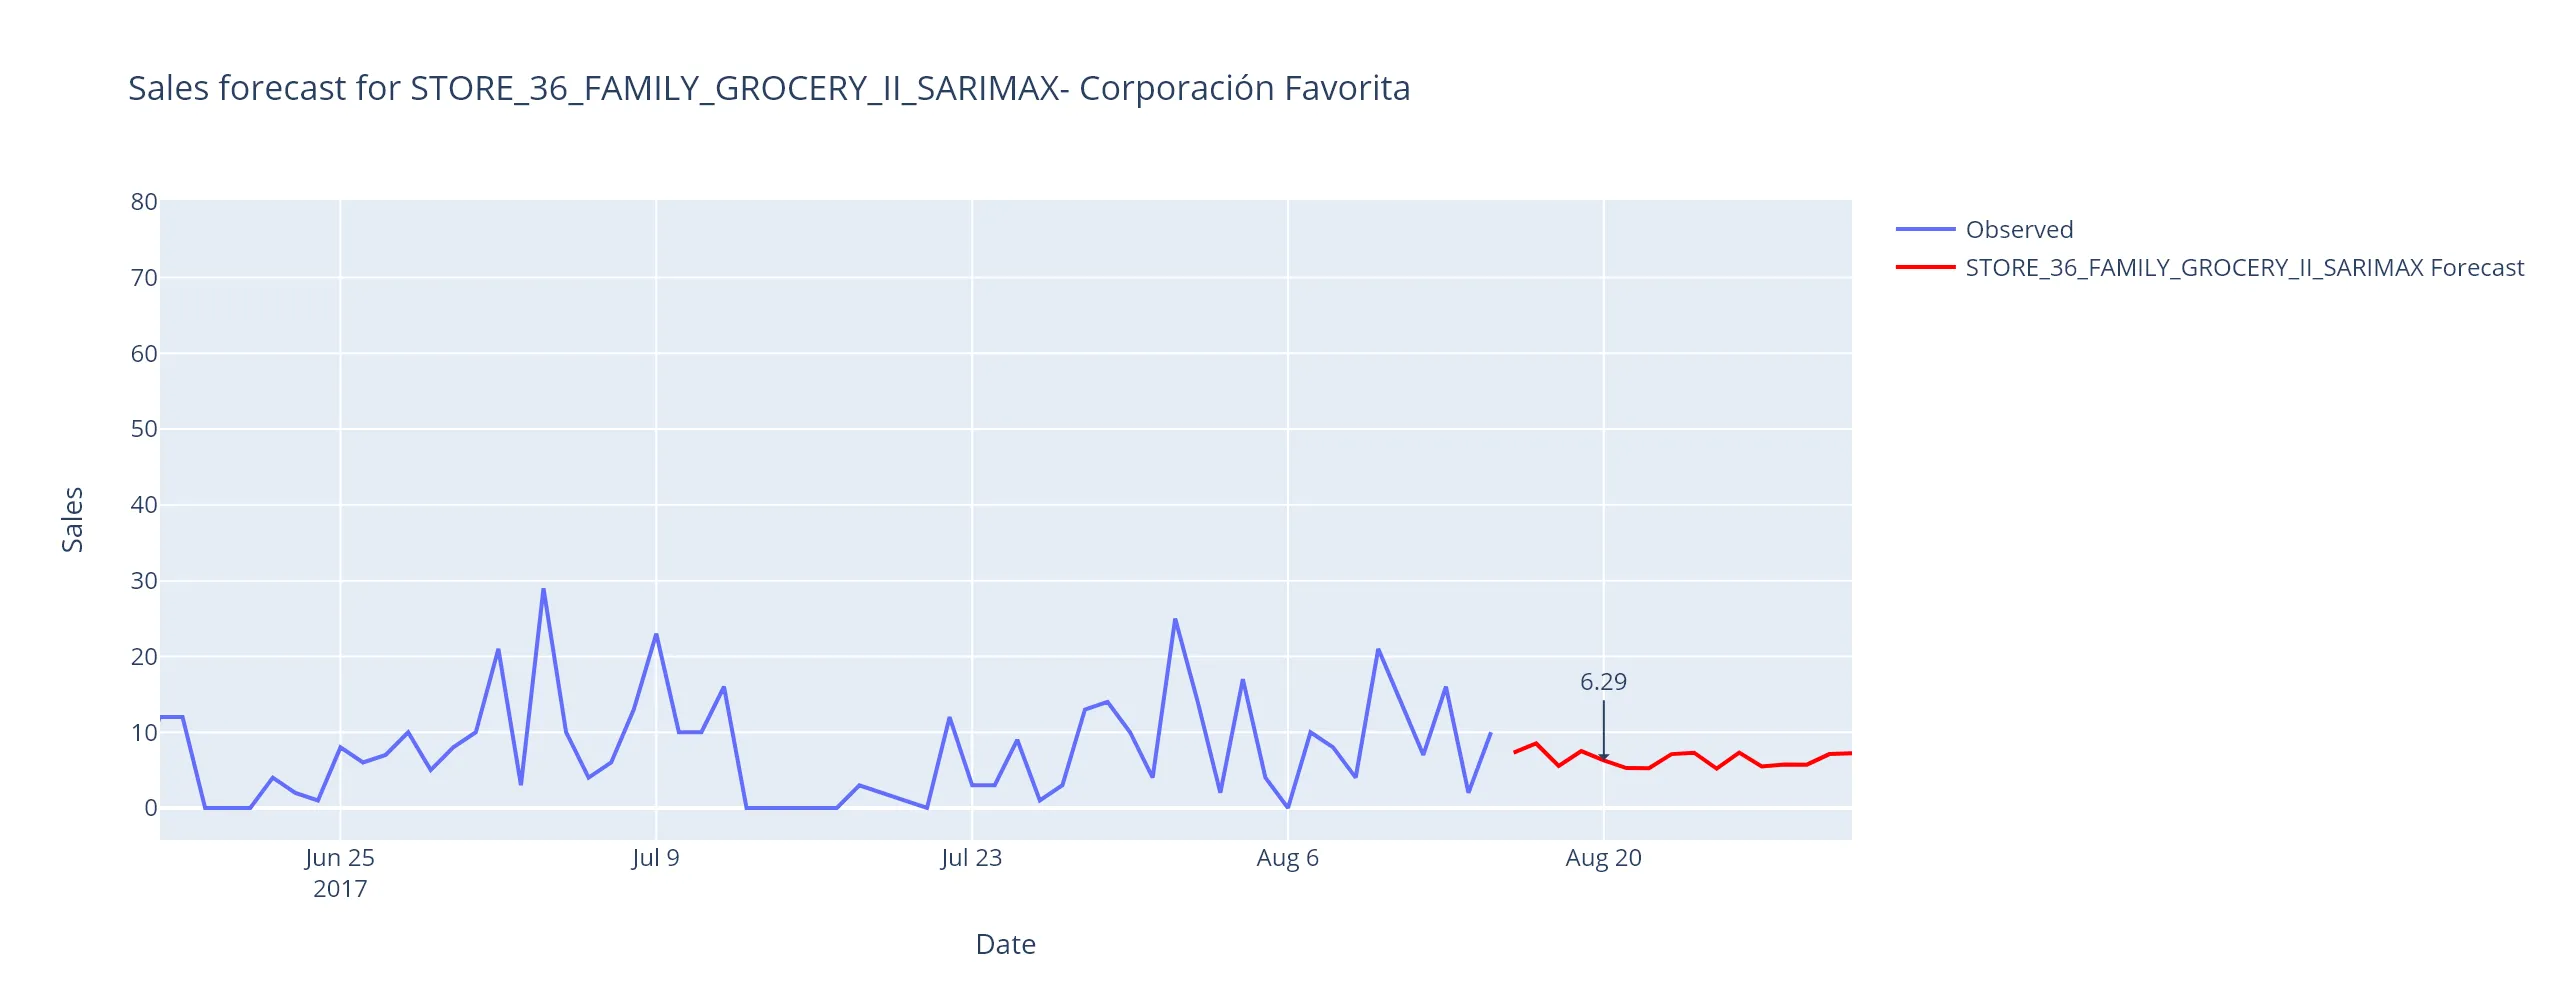 Sales forecast for STORE_36_FAMILY_GROCERY_II_SARIMAX- Corporación Favorita
Observed
STORE_36_FAMILY_GROCERY_II_SARIMAX Forecast
80
70
60
50
40
30
20
10
0
Sales
6.29
Jun 25
2017
Jul 9
Jul 23
Aug 6
Aug 20
Date